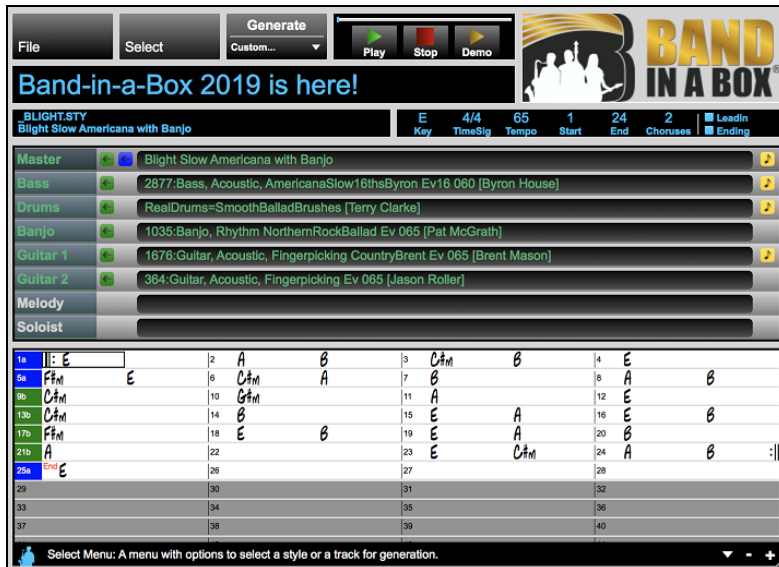 File Select Generate Custom... Play Stop Demo
BAND IN A BOX®
Band-in-a-Box 2019 is here!
_BLIGHT.STY
Blight Slow Americana with Banjo
E 4/4 65 1 24 2 Leadin
Key TimeSig Tempo Start End Choruses Ending
Master Blight Slow Americana with Banjo
Bass 2877:Bass, Acoustic, AmericanaSlow16thsByron Ev16 060 [Byron House]
Drums RealDrums=SmoothBalladBrushes [Terry Clarke]
Banjo 1035:Banjo, Rhythm NorthernRockBallad Ev 065 [Pat McGrath]
Guitar 1 1676:Guitar, Acoustic, Fingerpicking CountryBrent Ev 065 [Brent Mason]
Guitar 2 364:Guitar, Acoustic, Fingerpicking Ev 065 [Jason Roller]
Melody
Soloist
1a E 2 A B 3 C#m B 4 E
5a F#m E 6 C#m A 7 B 8 A B
9b C#m 10 G#m 11 A 12 E
13b C#m 14 B 15 E A 16 E B
17b F#m 18 E B 19 E A 20 B
21b A 22 23 E C#m 24 A B
25a End E 26 27 28
29 30 31 32
33 34 35 36
37 38 39 40
Select Menu: A menu with options to select a style or a track for generation. - +